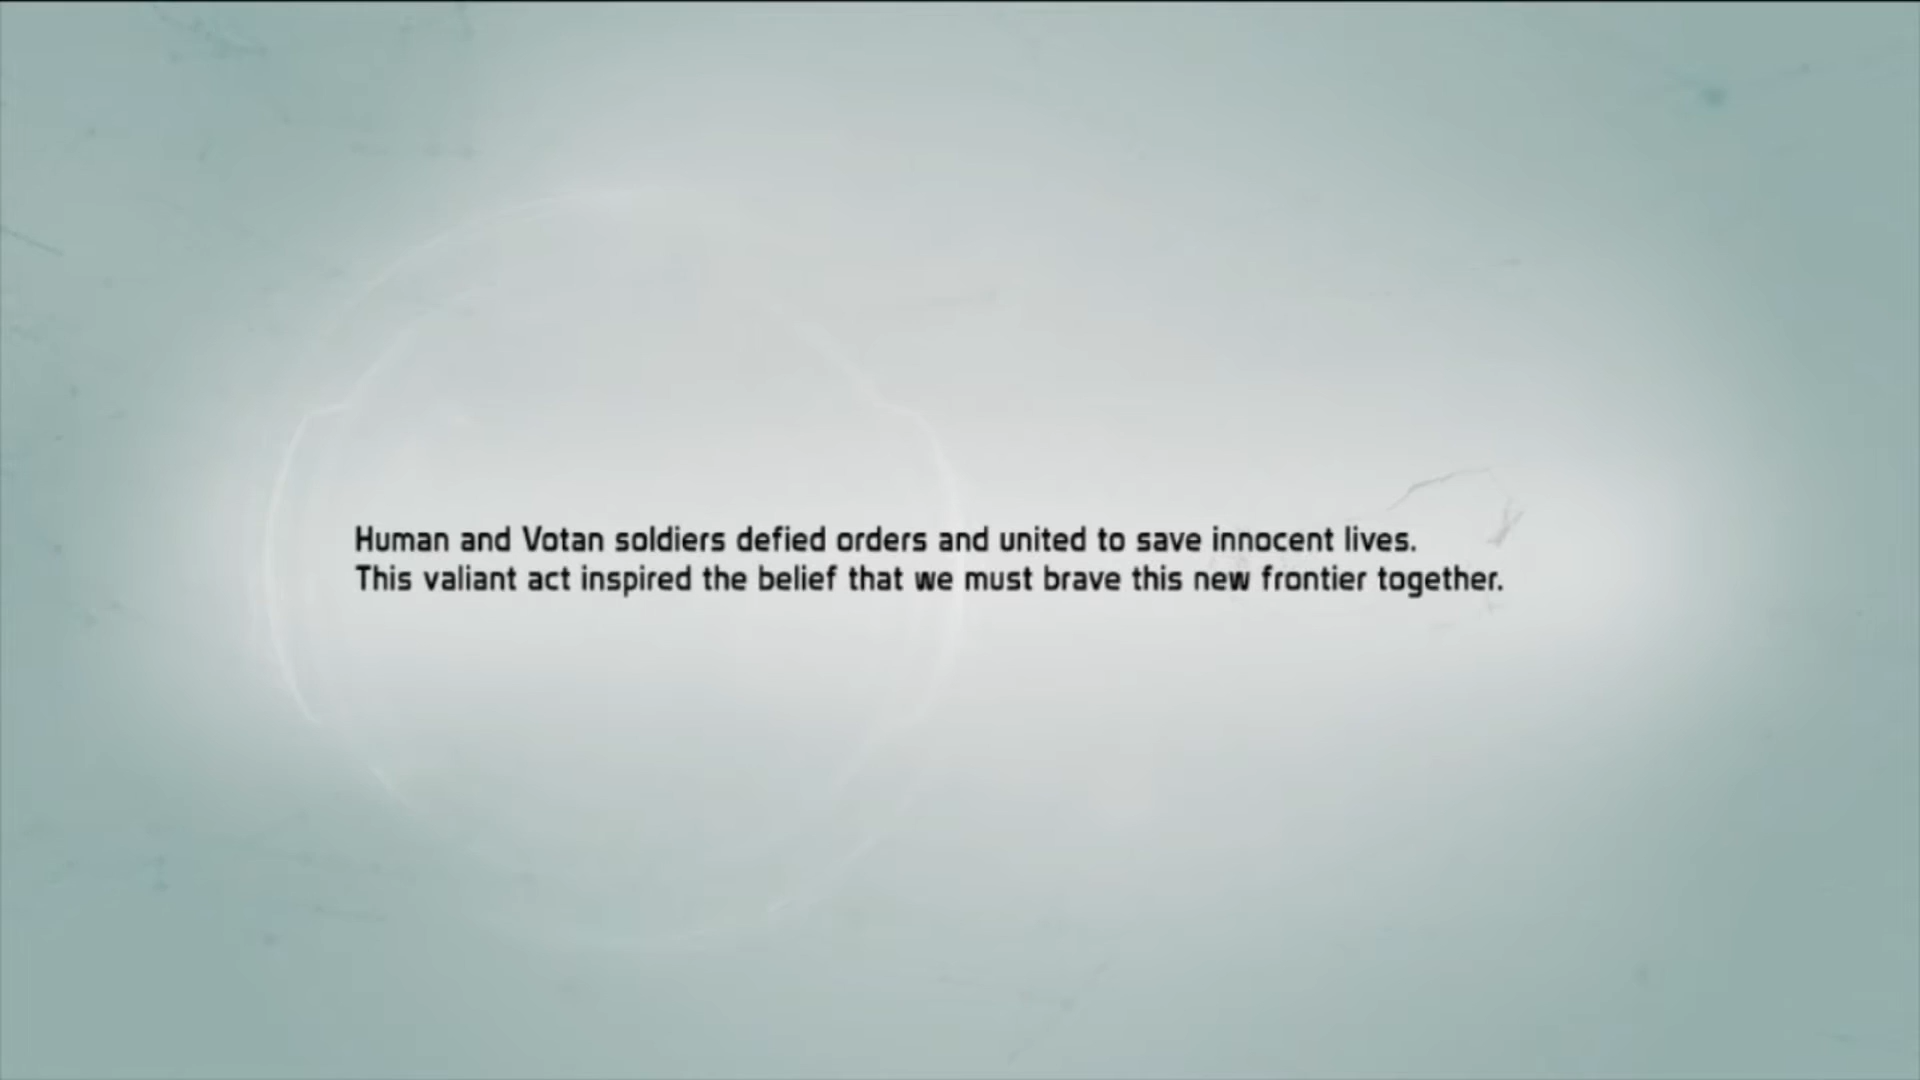 Human and Votan soldiers defied orders and united to save innocent lives.
This valiant act inspired the belief that we must brave this new frontier together.